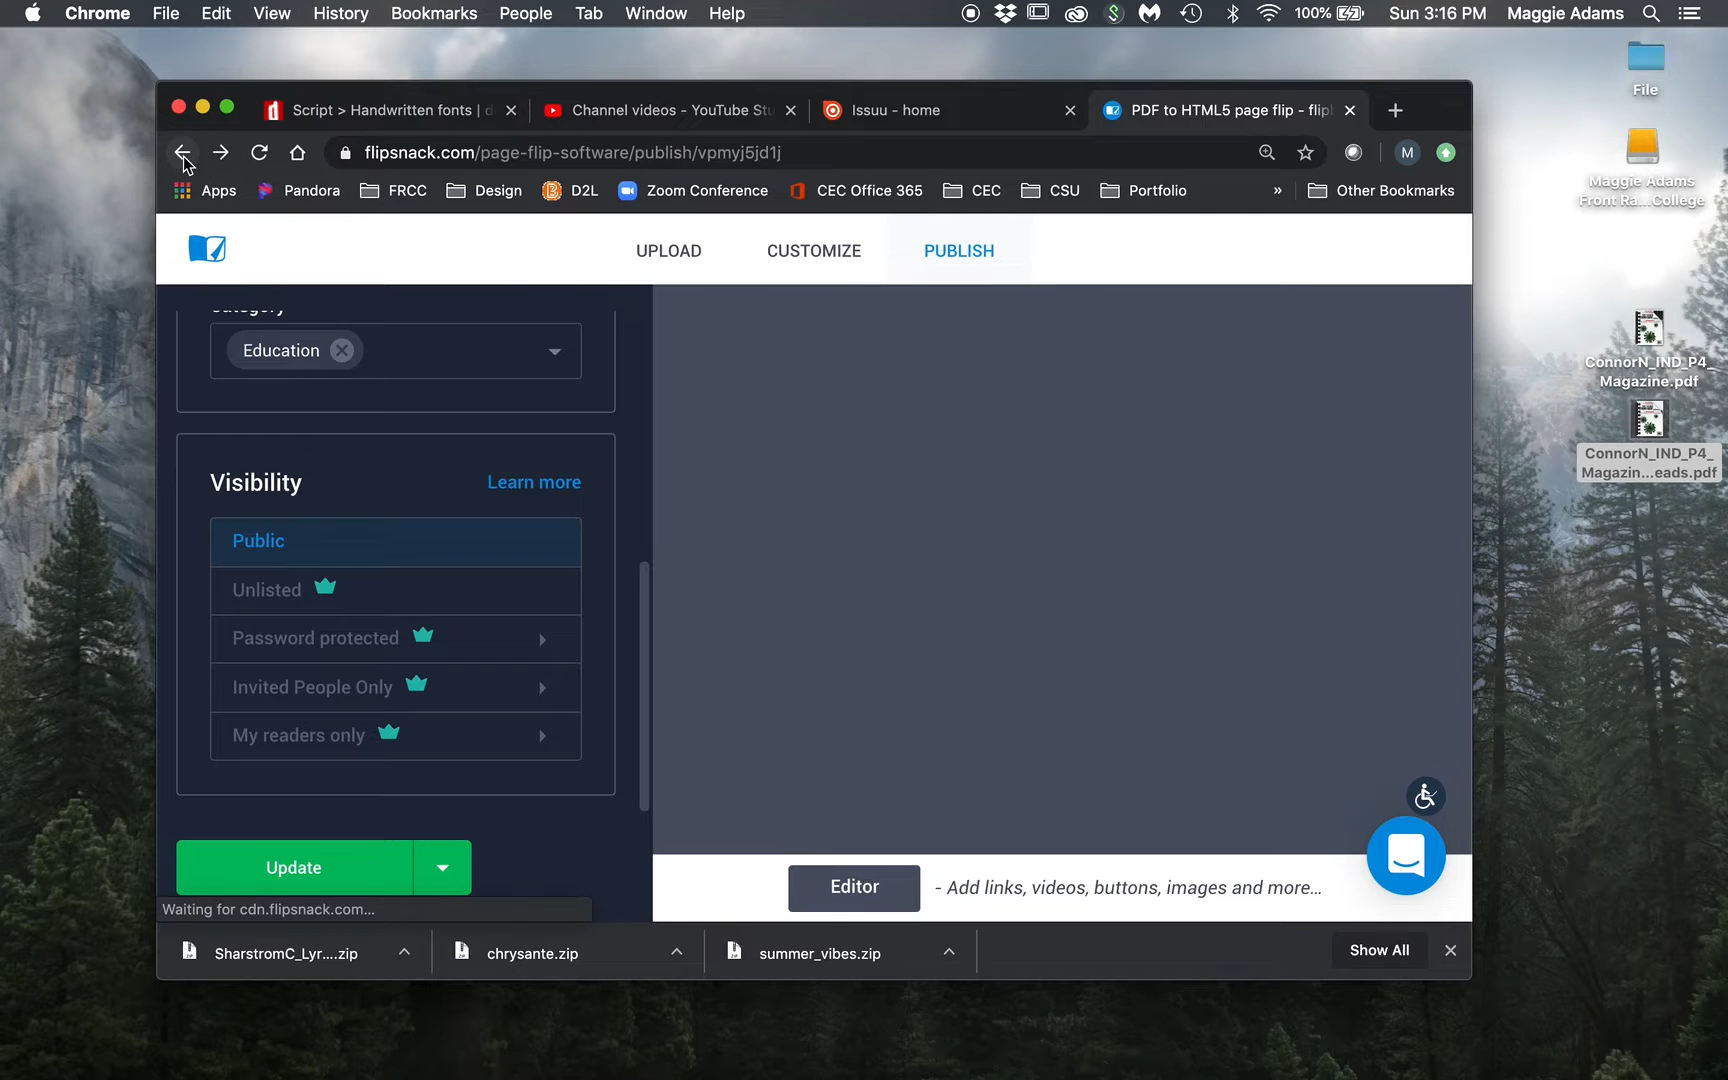 Chrome File Edit View History Bookmarks People Tab Window Help 100% Sun 3:16 PM Maggie Adams
File
Script > Handwritten fonts | d
Channel videos - YouTube Stu
Issuu - home
PDF to HTML5 page flip - flip
flipsnack.com/page-flip-software/publish/vpmyj5jd1j
M
Apps Pandora FRCC Design D2L Zoom Conference CEC Office 365 CEC CSU Portfolio » Other Bookmarks
Maggie Adams
Front Ra...College
UPLOAD CUSTOMIZE PUBLISH
Education
ConnorN_IND_P4_
Magazine.pdf
ConnorN_IND_P4_
Magazin...eads.pdf
Visibility Learn more
Public
Unlisted
Password protected
Invited People Only
My readers only
Update
Editor - Add links, videos, buttons, images and more...
Waiting for cdn.flipsnack.com...
SharstromC_Lyr....zip chrysante.zip summer_vibes.zip Show All